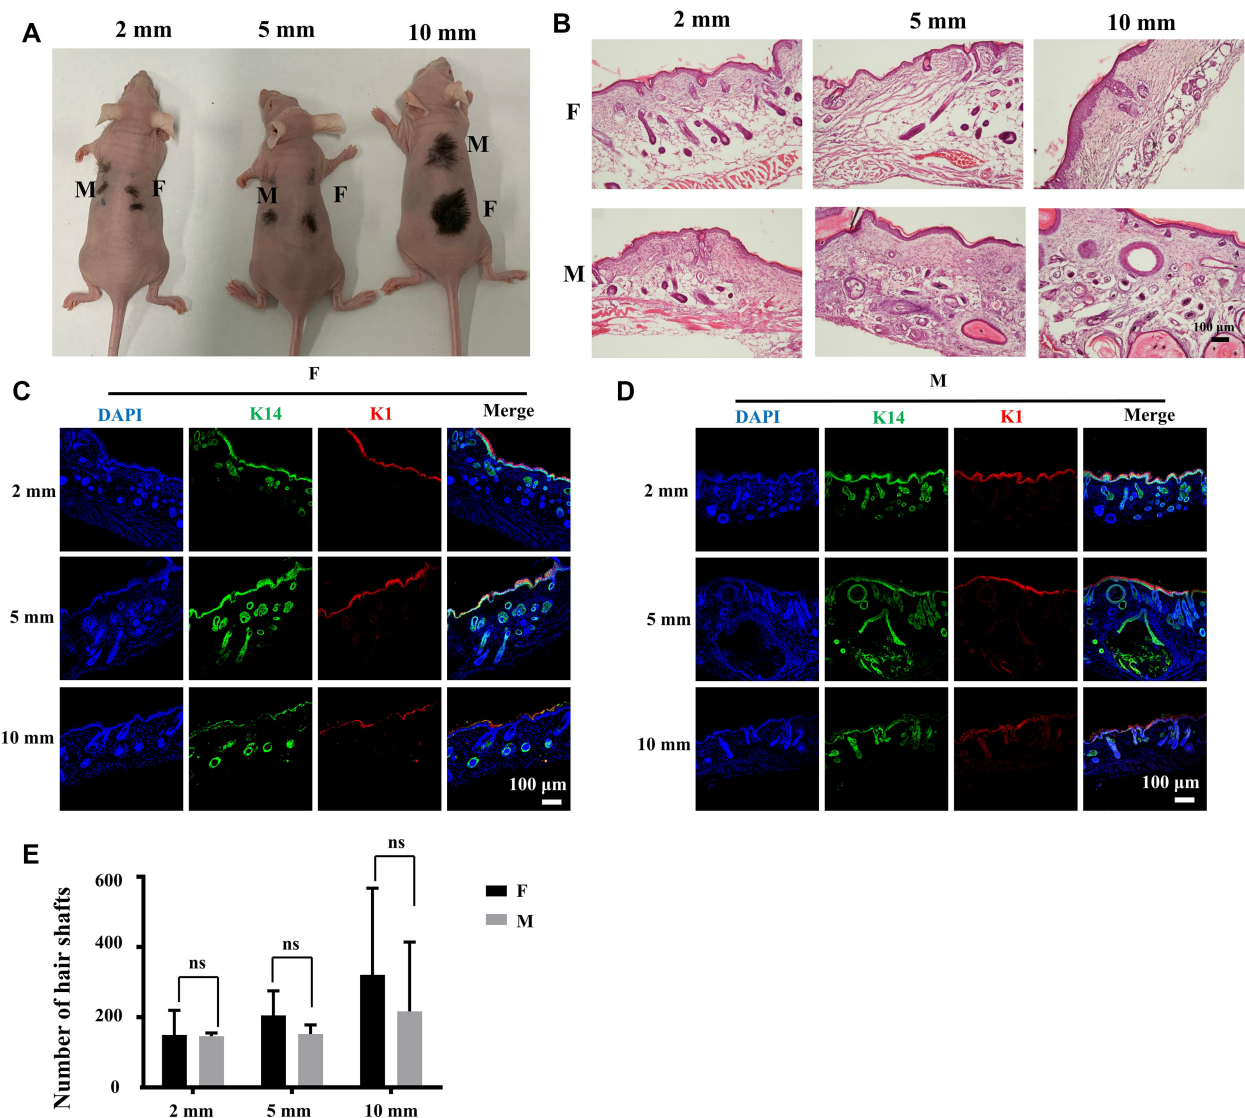 A
2 mm 5 mm 10 mm
M F M F M F
B
2 mm 5 mm 10 mm
F
M
100 μm
C
F
DAPI K14 K1 Merge
2 mm
5 mm
10 mm
100 μm
D
M
DAPI K14 K1 Merge
2 mm
5 mm
10 mm
100 μm
E
Number of hair shafts
600
400
200
0
ns ns ns
2 mm 5 mm 10 mm
F
M